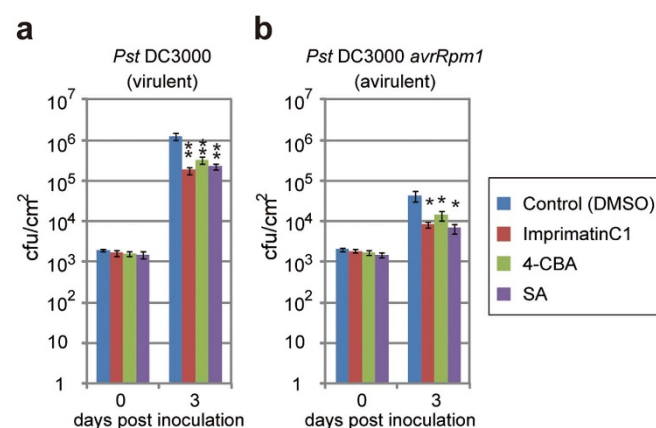 a
Pst DC3000
(virulent)
cfu/cm²
10⁷
10⁶
10⁵
10⁴
10³
10²
10
1
** ** **
0 3
days post inoculation
b
Pst DC3000 avrRpm1
(avirulent)
cfu/cm²
10⁷
10⁶
10⁵
10⁴
10³
10²
10
1
* * *
0 3
days post inoculation
Control (DMSO)
ImprimatinC1
4-CBA
SA